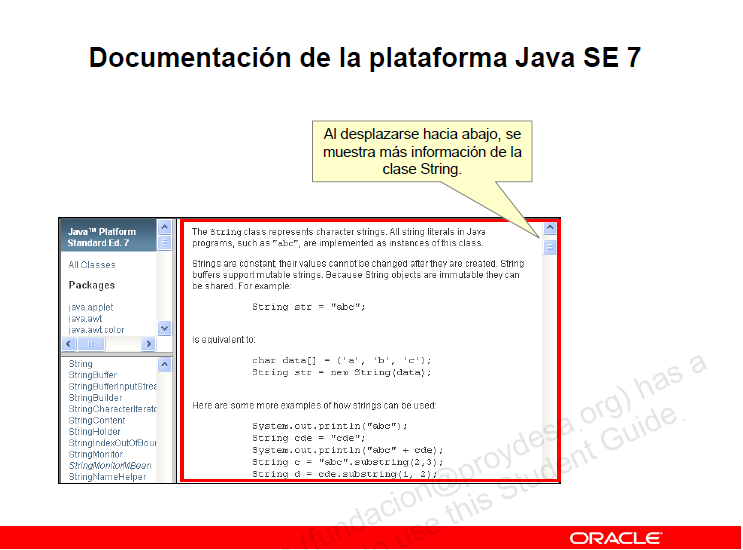 Documentación de la plataforma Java SE 7
Al desplazarse hacia abajo, se
muestra más información de la
clase String.
Java™ Platform
Standard Ed. 7
All Classes
Packages
java.applet
java.awt
java.awt.color
String
StringBuffer
StringBufferInputStrea
StringBuilder
StringCharacterIterato
StringContent
StringHolder
StringIndexOutOfBour
StringMonitor
StringMonitorMBean
StringNameHelper
The String class represents character strings. All string literals in Java
programs, such as "abc", are implemented as instances of this class.
Strings are constant; their values cannot be changed after they are created. String
buffers support mutable strings. Because String objects are immutable they can
be shared. For example:
String str = "abc";
is equivalent to:
char data[] = {'a', 'b', 'c'};
String str = new String(data);
Here are some more examples of how strings can be used:
System.out.println("abc");
String cde = "cde";
System.out.println("abc" + cde);
String c = "abc".substring(2,3);
String d = cde.substring(1, 2);
(fundacion@proydesa.org) has a
to use this Student Guide.
ORACLE